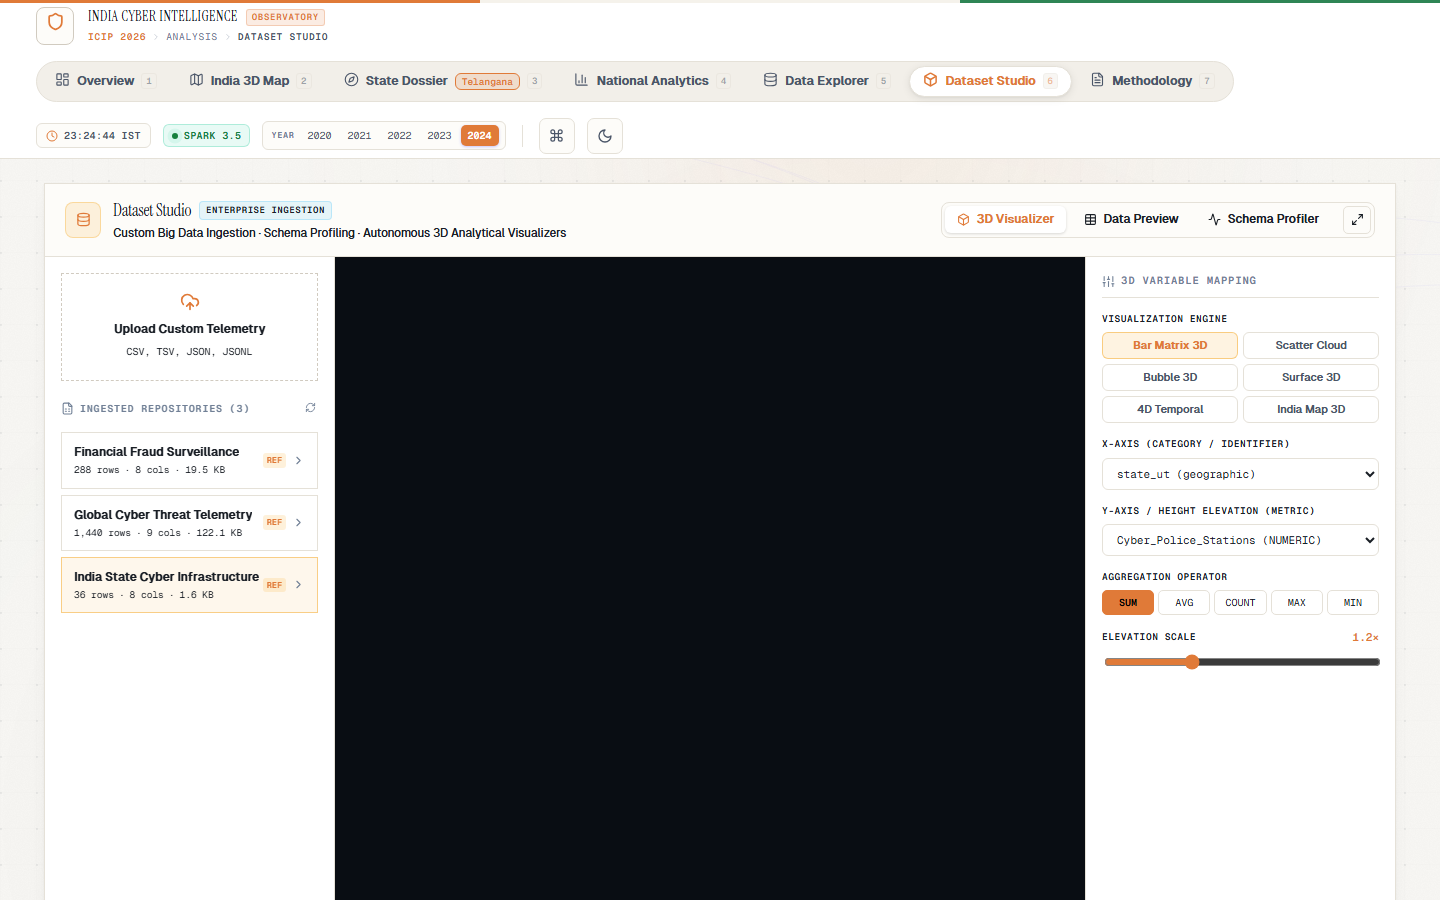 INDIA CYBER INTELLIGENCE OBSERVATORY
ICIP 2026 › ANALYSIS › DATASET STUDIO
Overview 1 India 3D Map 2 State Dossier Telangana 3 National Analytics 4 Data Explorer 5 Dataset Studio 6 Methodology 7
23:24:44 IST SPARK 3.5 YEAR 2020 2021 2022 2023 2024
Dataset Studio ENTERPRISE INGESTION
Custom Big Data Ingestion · Schema Profiling · Autonomous 3D Analytical Visualizers
3D Visualizer Data Preview Schema Profiler
Upload Custom Telemetry
CSV, TSV, JSON, JSONL
INGESTED REPOSITORIES (3)
Financial Fraud Surveillance
288 rows · 8 cols · 19.5 KB
REF
Global Cyber Threat Telemetry
1,440 rows · 9 cols · 122.1 KB
REF
India State Cyber Infrastructure
36 rows · 8 cols · 1.6 KB
REF
3D VARIABLE MAPPING
VISUALIZATION ENGINE
Bar Matrix 3D Scatter Cloud
Bubble 3D Surface 3D
4D Temporal India Map 3D
X-AXIS (CATEGORY / IDENTIFIER)
state_ut (geographic)
Y-AXIS / HEIGHT ELEVATION (METRIC)
Cyber_Police_Stations (NUMERIC)
AGGREGATION OPERATOR
SUM AVG COUNT MAX MIN
ELEVATION SCALE 1.2×